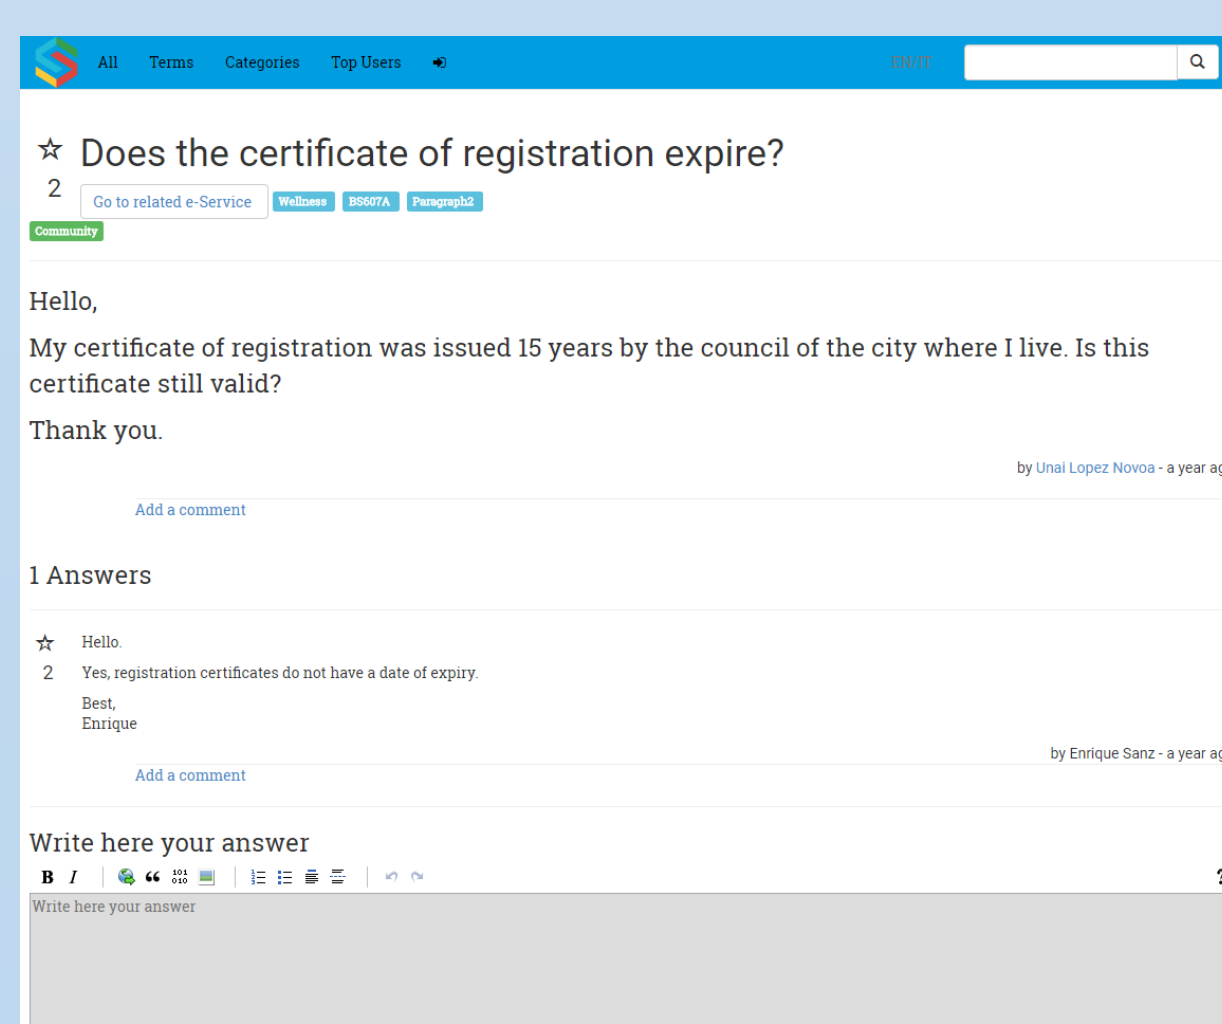 All Terms Categories Top Users EN/IT
Does the certificate of registration expire?
2
Go to related e-Service Wellness BS607A Paragraph2
Community
Hello,
My certificate of registration was issued 15 years by the council of the city where I live. Is this
certificate still valid?
Thank you.
by Unai Lopez Novoa - a year ag
Add a comment
1 Answers
Hello.
2 Yes, registration certificates do not have a date of expiry.
Best,
Enrique
by Enrique Sanz - a year ag
Add a comment
Write here your answer
B I 101 010 ?
Write here your answer